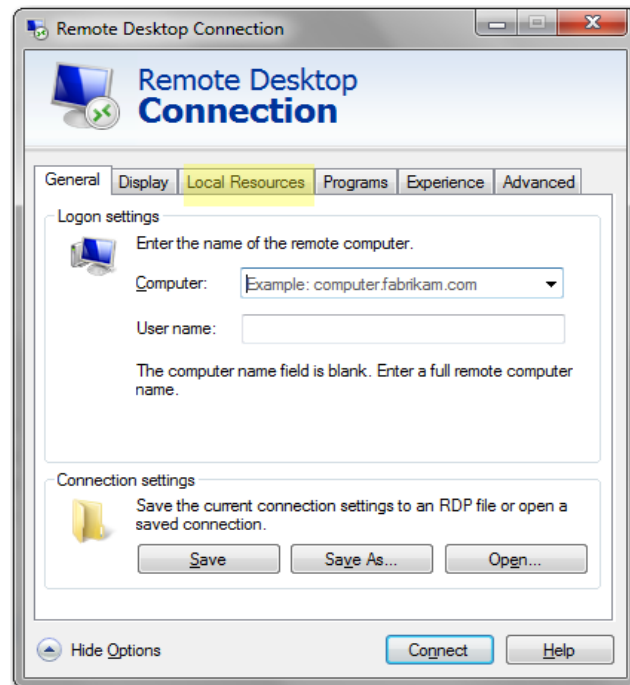 Remote Desktop Connection
Remote Desktop
Connection
General Display Local Resources Programs Experience Advanced
Logon settings
Enter the name of the remote computer.
Computer: Example: computer.fabrikam.com
User name:
The computer name field is blank. Enter a full remote computer
name.
Connection settings
Save the current connection settings to an RDP file or open a
saved connection.
Save Save As... Open...
Hide Options Connect Help